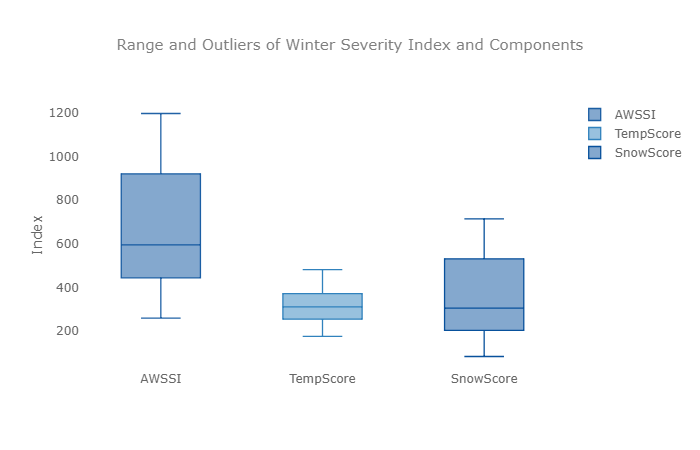 Range and Outliers of Winter Severity Index and Components
1200
1000
800
600
400
200
Index
AWSSI
TempScore
SnowScore
AWSSI
TempScore
SnowScore